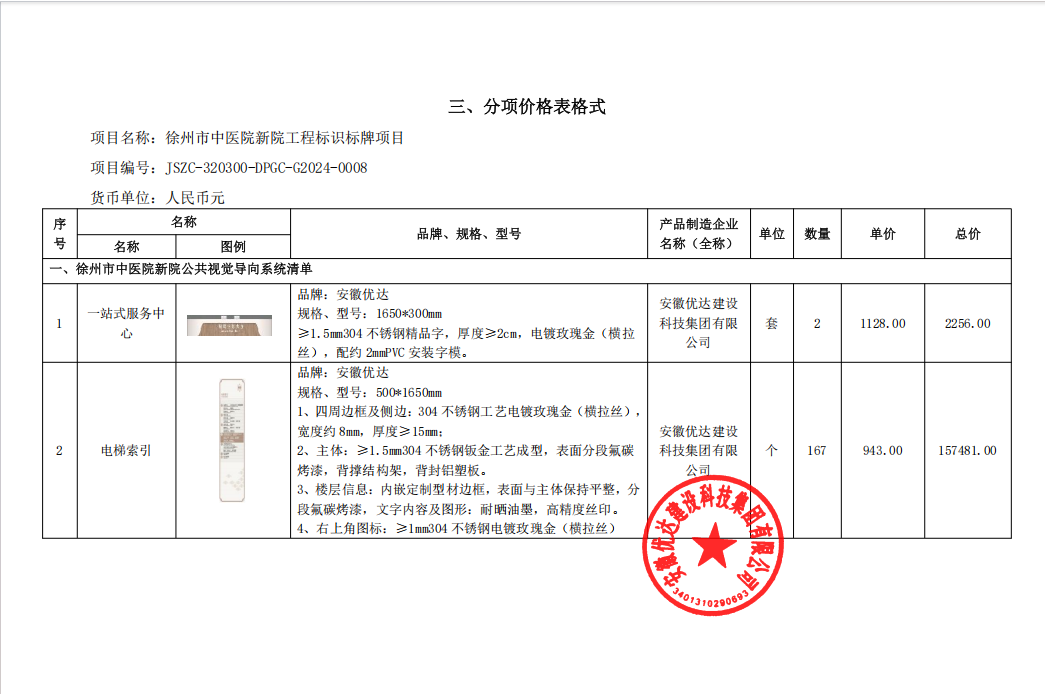 三、分项价格表格式
项目名称：徐州市中医院新院工程标识标牌项目
项目编号：JSZC-320300-DPGC-G2024-0008
货币单位：人民币元
序号
名称
品牌、规格、型号
产品制造企业
名称（全称）
单位
数量
单价
总价
名称
图例
一、徐州市中医院新院公共视觉导向系统清单
1
一站式服务中
心
品牌：安徽优达
规格、型号：1650*300mm
≥1.5mm304 不锈钢精品字，厚度≥2cm，电镀玫瑰金（横拉
丝），配约 2mmPVC 安装字模。
安徽优达建设
科技集团有限
公司
套
2
1128.00
2256.00
2
电梯索引
品牌：安徽优达
规格、型号：500*1650mm
1、四周边框及侧边：304 不锈钢工艺电镀玫瑰金（横拉丝），
宽度约 8mm，厚度≥15mm；
2、主体：≥1.5mm304 不锈钢钣金工艺成型，表面分段氟碳
烤漆，背撑结构架，背封铝塑板。
3、楼层信息：内嵌定制型材边框，表面与主体保持平整，分
段氟碳烤漆，文字内容及图形：耐晒油墨，高精度丝印。
4、右上角图标：≥1mm304 不锈钢电镀玫瑰金（横拉丝）
安徽优达建设
科技集团有限
公司
个
167
943.00
157481.00
安徽优达建设科技集团有限公司
3401310290693